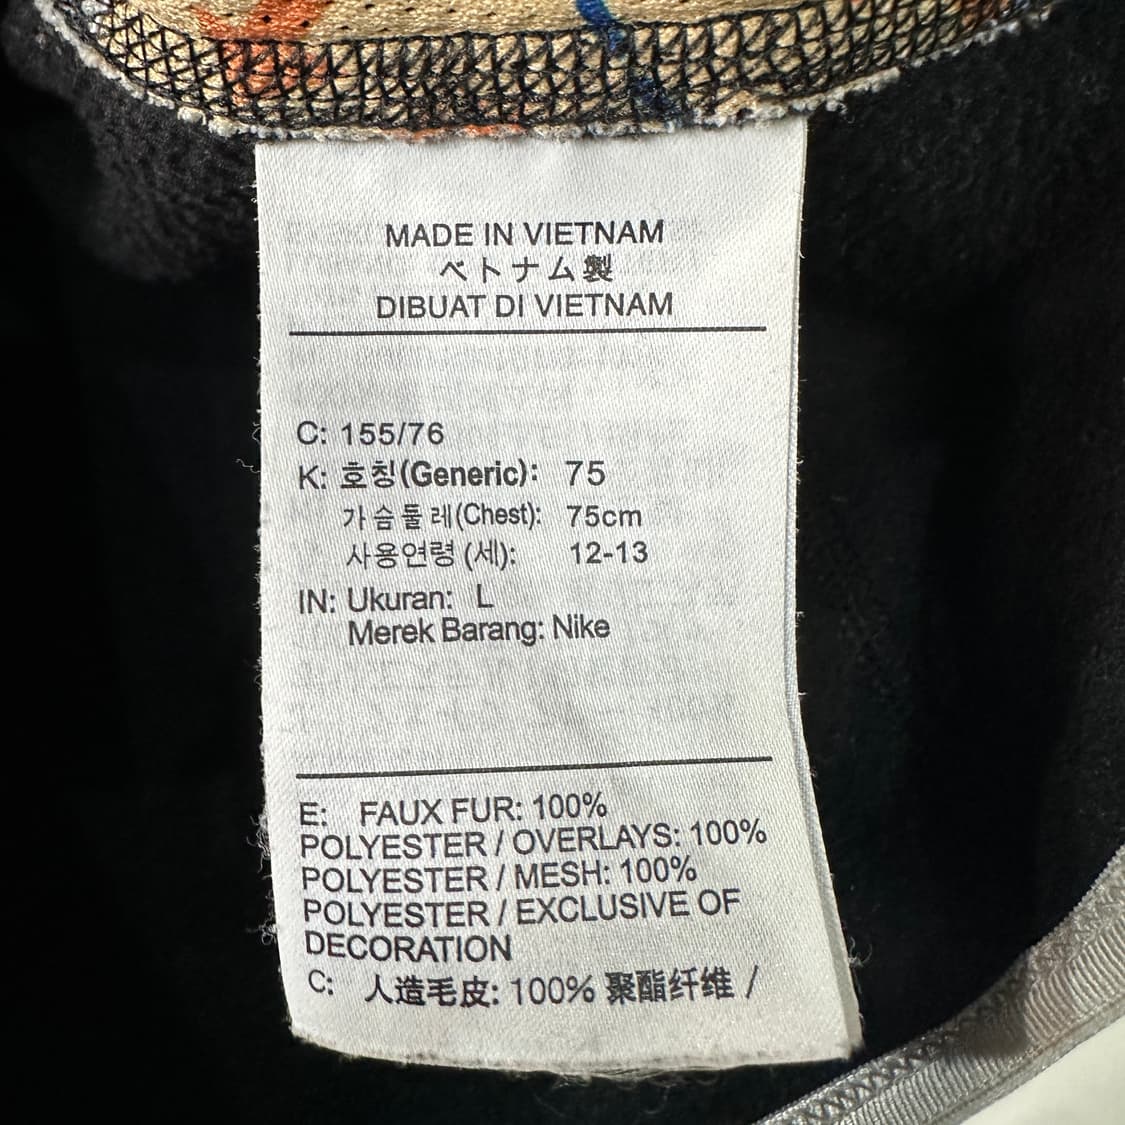 MADE IN VIETNAM
ベトナム製
DIBUAT DI VIETNAM
C: 155/76
K: 호칭(Generic): 75
가슴둘레(Chest): 75cm
사용연령(세): 12-13
IN: Ukuran: L
Merek Barang: Nike
E: FAUX FUR: 100%
POLYESTER / OVERLAYS: 100%
POLYESTER / MESH: 100%
POLYESTER / EXCLUSIVE OF
DECORATION
C: 人造毛皮: 100% 聚酯纤维 /